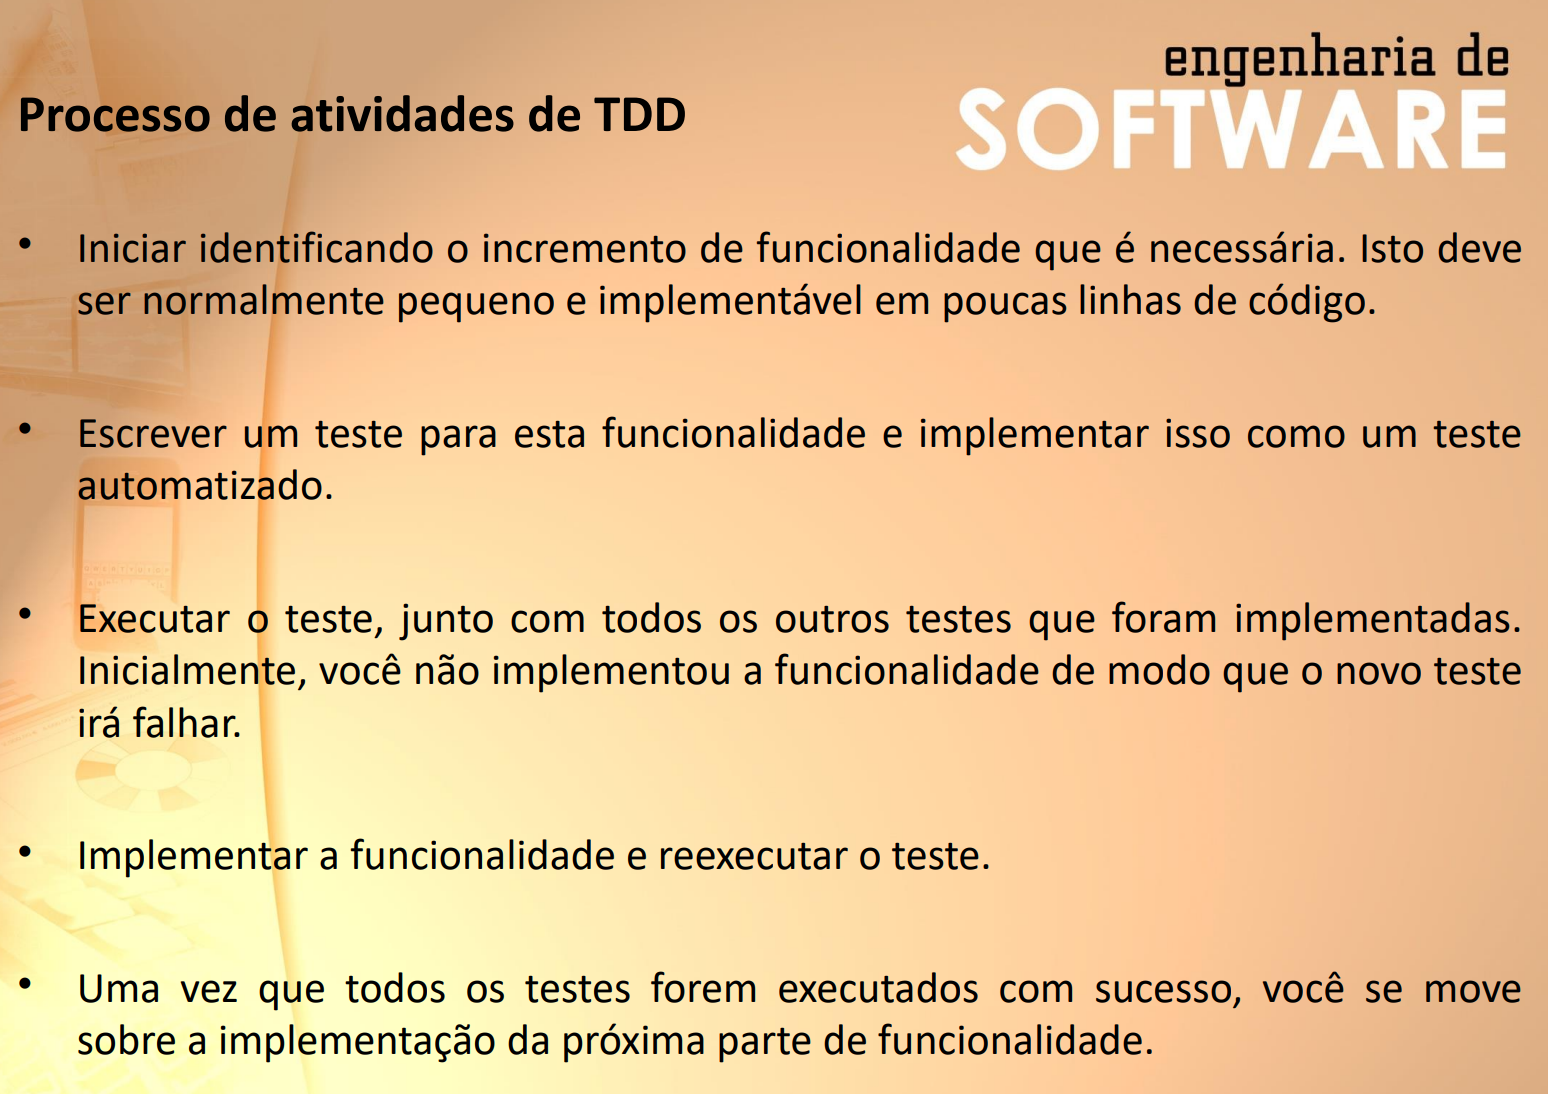 engenharia de
SOFTWARE
Processo de atividades de TDD
• Iniciar identificando o incremento de funcionalidade que é necessária. Isto deve
ser normalmente pequeno e implementável em poucas linhas de código.
• Escrever um teste para esta funcionalidade e implementar isso como um teste
automatizado.
• Executar o teste, junto com todos os outros testes que foram implementadas.
Inicialmente, você não implementou a funcionalidade de modo que o novo teste
irá falhar.
• Implementar a funcionalidade e reexecutar o teste.
• Uma vez que todos os testes forem executados com sucesso, você se move
sobre a implementação da próxima parte de funcionalidade.